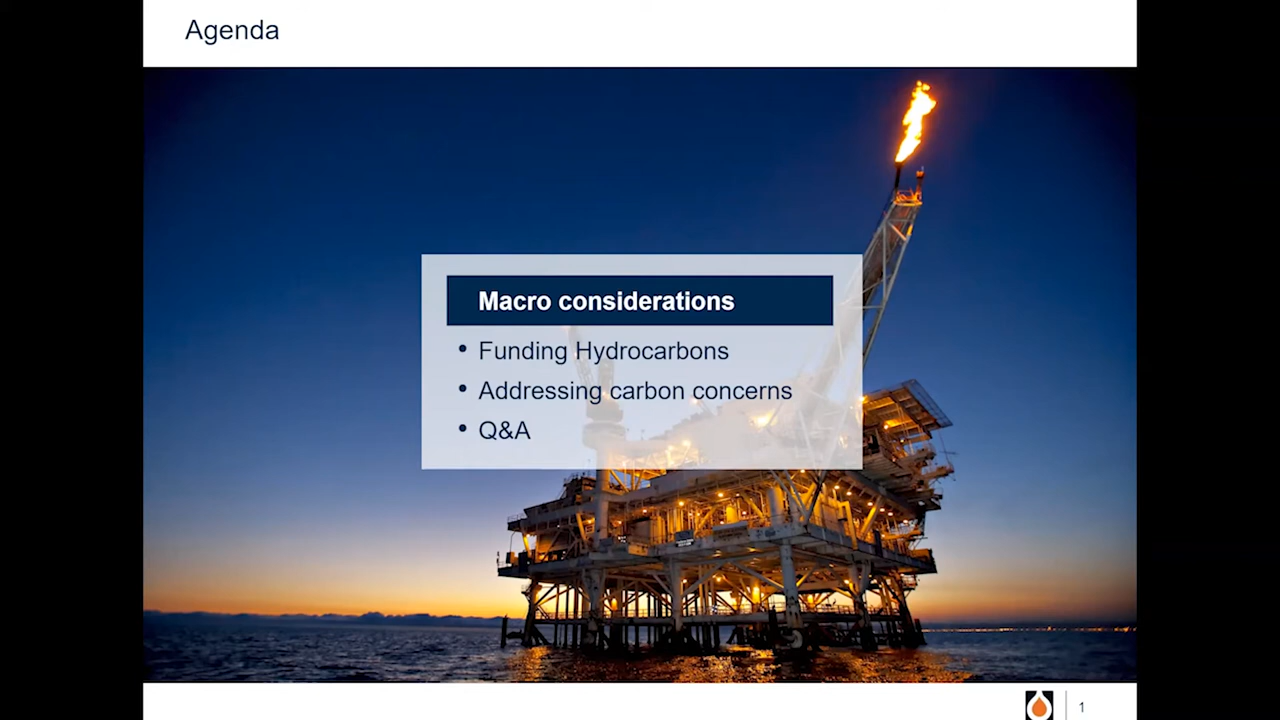 Agenda
Macro considerations
• Funding Hydrocarbons
• Addressing carbon concerns
• Q&A
1